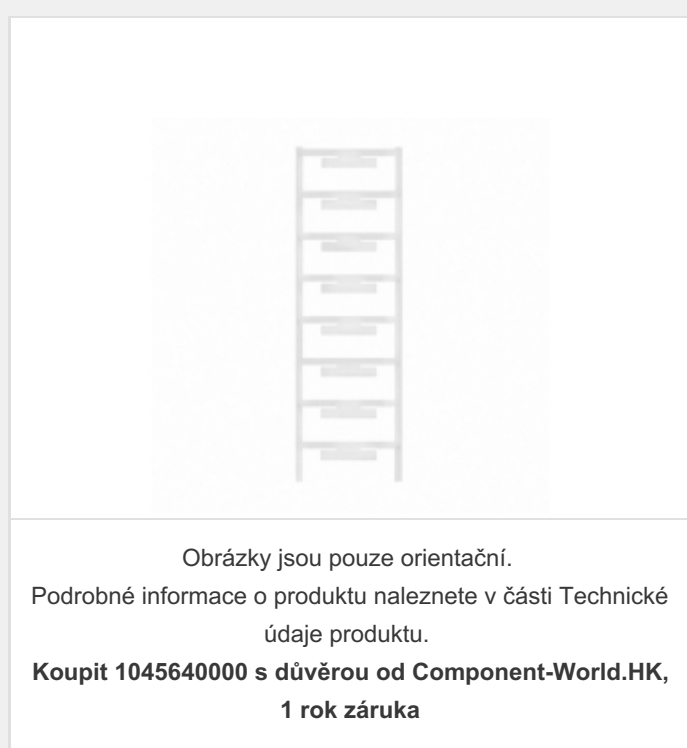 Obrázky jsou pouze orientační.
Podrobné informace o produktu naleznete v části Technické
údaje produktu.
Koupit 1045640000 s důvěrou od Component-World.HK,
1 rok záruka